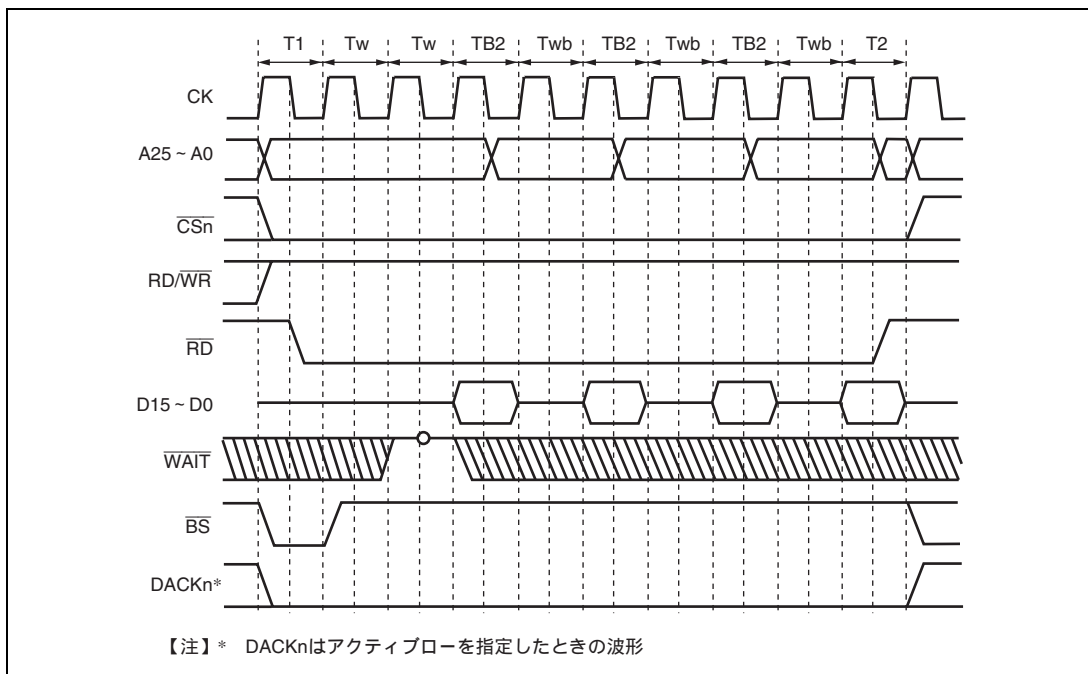 T1 Tw Tw TB2 Twb TB2 Twb TB2 Twb T2
CK
A25 ~ A0
CSn
RD/WR
RD
D15 ~ D0
WAIT
BS
DACKn*
【注】* DACKnはアクティブローを指定したときの波形